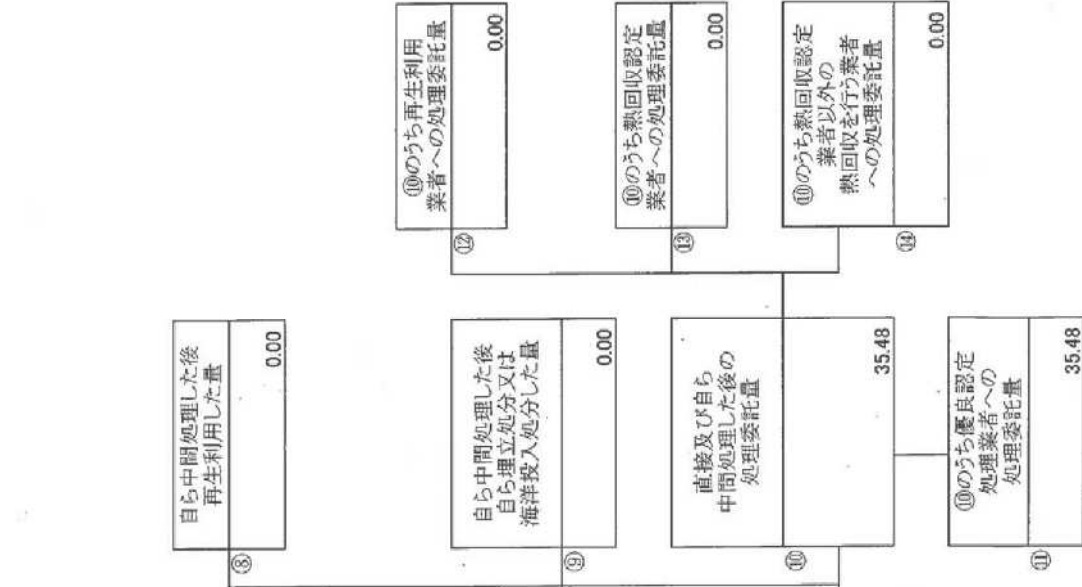 ⑧
自ら中間処理した後
再生利用した量
0.00
⑨
自ら中間処理した後
自ら埋立処分又は
海洋投入処分した量
0.00
⑩
直接及び自ら
中間処理した後の
処理委託量
35.48
⑪
⑩のうち優良認定
処理業者への
処理委託量
35.48
⑫
⑩のうち再生利用
業者への処理委託量
0.00
⑬
⑩のうち熱回収認定
業者への処理委託量
0.00
⑭
⑩のうち熱回収認定
業者以外の
熱回収を行う業者
への処理委託量
0.00